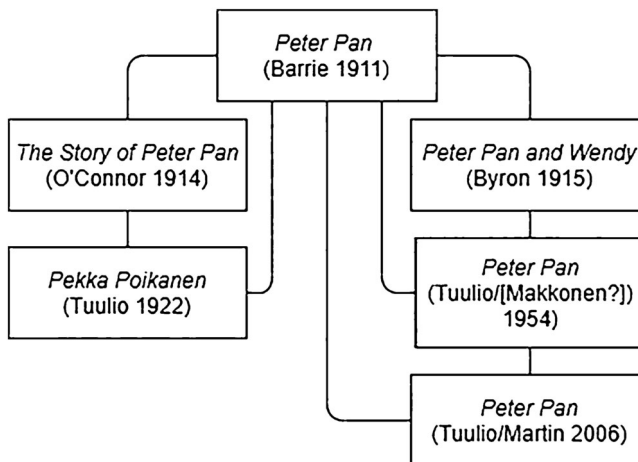 Peter Pan
(Barrie 1911)
The Story of Peter Pan
(O'Connor 1914)
Peter Pan and Wendy
(Byron 1915)
Pekka Poikanen
(Tuulio 1922)
Peter Pan
(Tuulio/[Makkonen?])
1954)
Peter Pan
(Tuulio/Martin 2006)